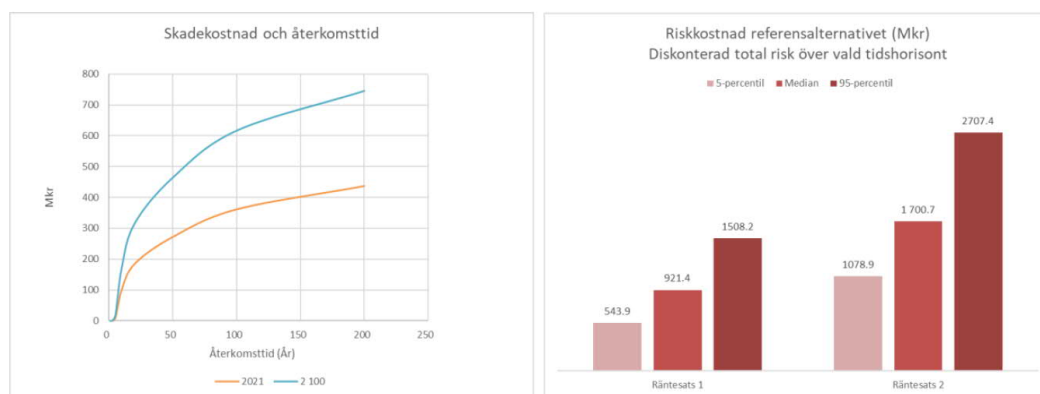 Skadekostnad och återkomsttid
800
700
600
500
400
300
200
100
0
Mkr
0 50 100 150 200 250
Återkomsttid (År)
2021 2 100
Riskkostnad referensalternativet (Mkr)
Diskonterad total risk över vald tidshorisont
5-percentil Median 95-percentil
2707.4
1 700.7
1508.2
1078.9
921.4
543.9
Räntesats 1 Räntesats 2